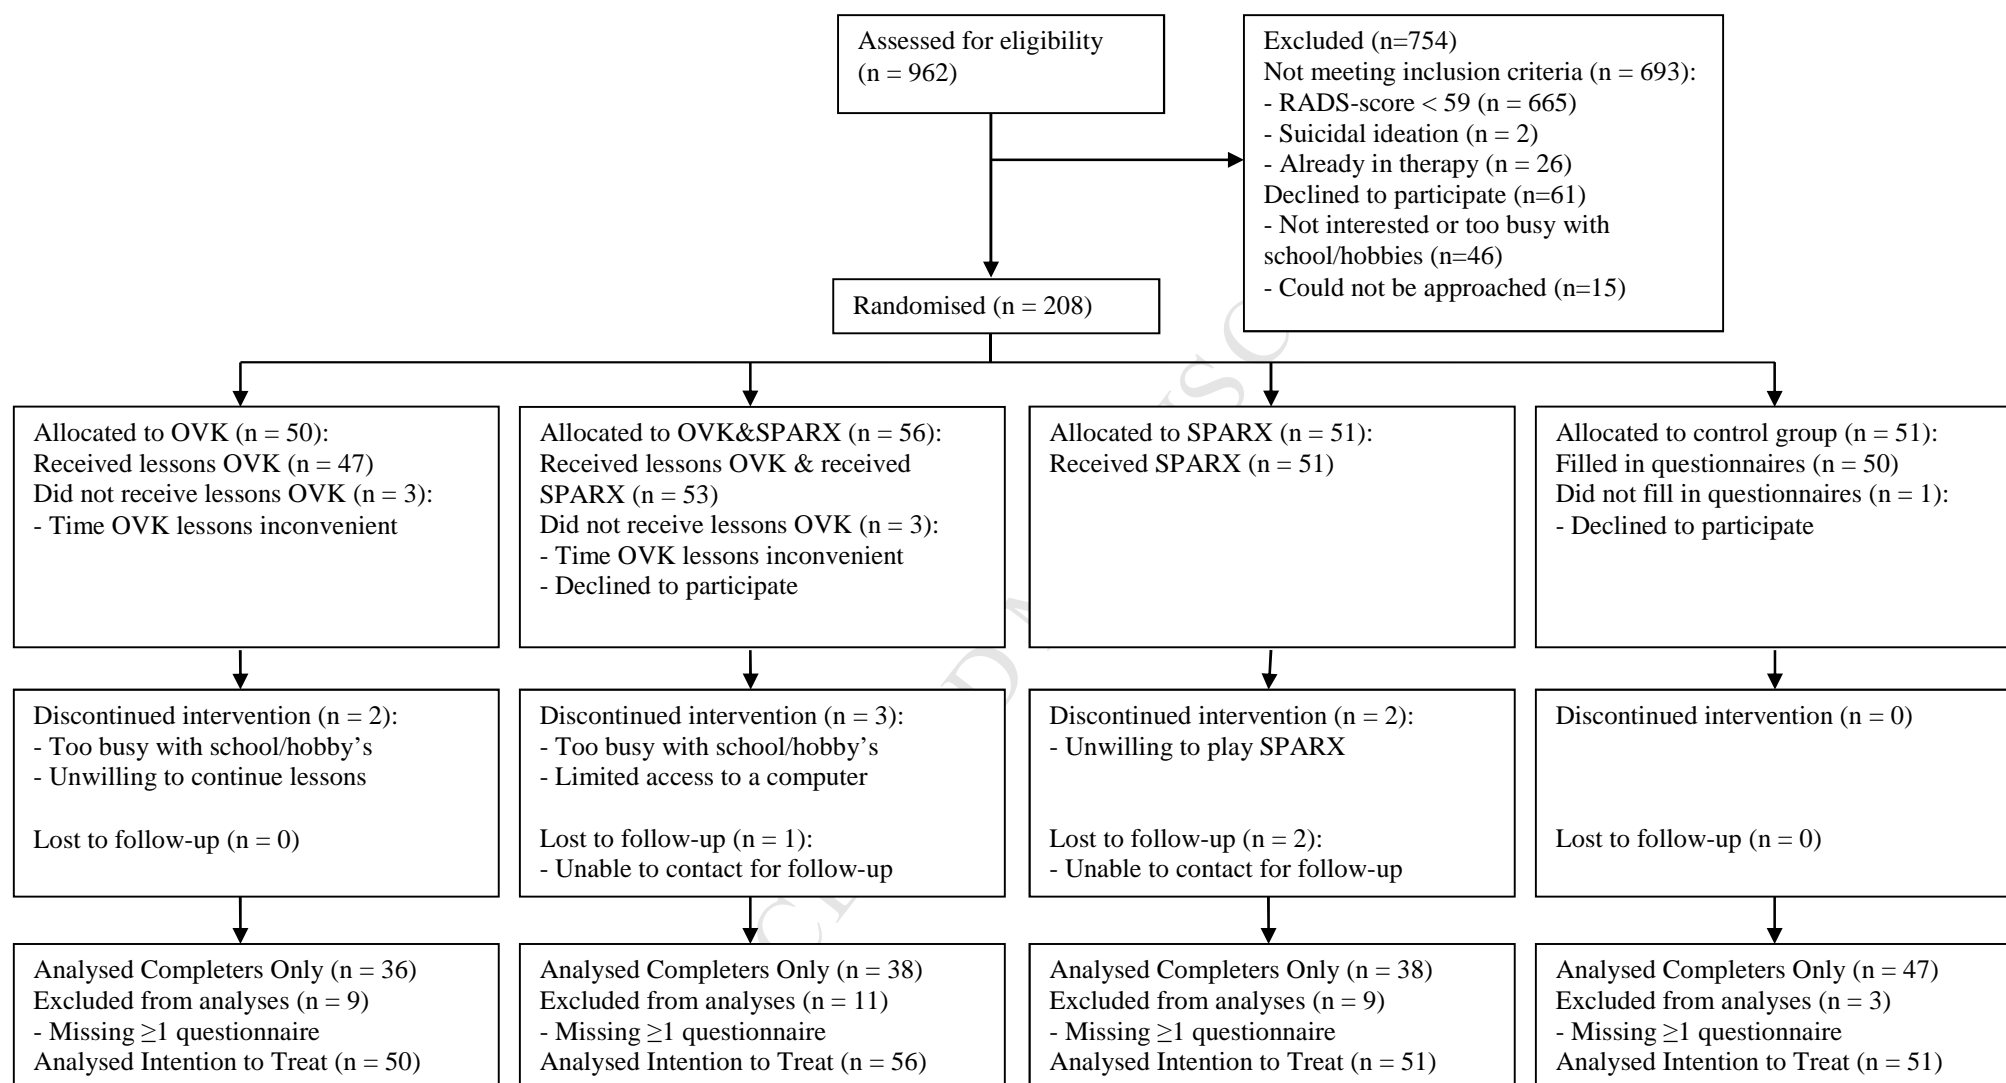 Assessed for eligibility
(n = 962)
Excluded (n=754)
Not meeting inclusion criteria (n = 693):
- RADS-score < 59 (n = 665)
- Suicidal ideation (n = 2)
- Already in therapy (n = 26)
Declined to participate (n=61)
- Not interested or too busy with
school/hobbies (n=46)
- Could not be approached (n=15)
Randomised (n = 208)
Allocated to OVK (n = 50):
Received lessons OVK (n = 47)
Did not receive lessons OVK (n = 3):
- Time OVK lessons inconvenient
Allocated to OVK&SPARX (n = 56):
Received lessons OVK & received
SPARX (n = 53)
Did not receive lessons OVK (n = 3):
- Time OVK lessons inconvenient
- Declined to participate
Allocated to SPARX (n = 51):
Received SPARX (n = 51)
Allocated to control group (n = 51):
Filled in questionnaires (n = 50)
Did not fill in questionnaires (n = 1):
- Declined to participate
Discontinued intervention (n = 2):
- Too busy with school/hobby's
- Unwilling to continue lessons
Lost to follow-up (n = 0)
Discontinued intervention (n = 3):
- Too busy with school/hobby's
- Limited access to a computer
Lost to follow-up (n = 1):
- Unable to contact for follow-up
Discontinued intervention (n = 2):
- Unwilling to play SPARX
Lost to follow-up (n = 2):
- Unable to contact for follow-up
Discontinued intervention (n = 0)
Lost to follow-up (n = 0)
Analysed Completers Only (n = 36)
Excluded from analyses (n = 9)
- Missing ≥1 questionnaire
Analysed Intention to Treat (n = 50)
Analysed Completers Only (n = 38)
Excluded from analyses (n = 11)
- Missing ≥1 questionnaire
Analysed Intention to Treat (n = 56)
Analysed Completers Only (n = 38)
Excluded from analyses (n = 9)
- Missing ≥1 questionnaire
Analysed Intention to Treat (n = 51)
Analysed Completers Only (n = 47)
Excluded from analyses (n = 3)
- Missing ≥1 questionnaire
Analysed Intention to Treat (n = 51)